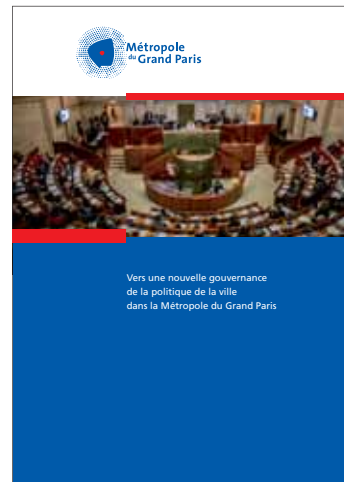 Métropole
du Grand Paris
Vers une nouvelle gouvernance
de la politique de la ville
dans la Métropole du Grand Paris